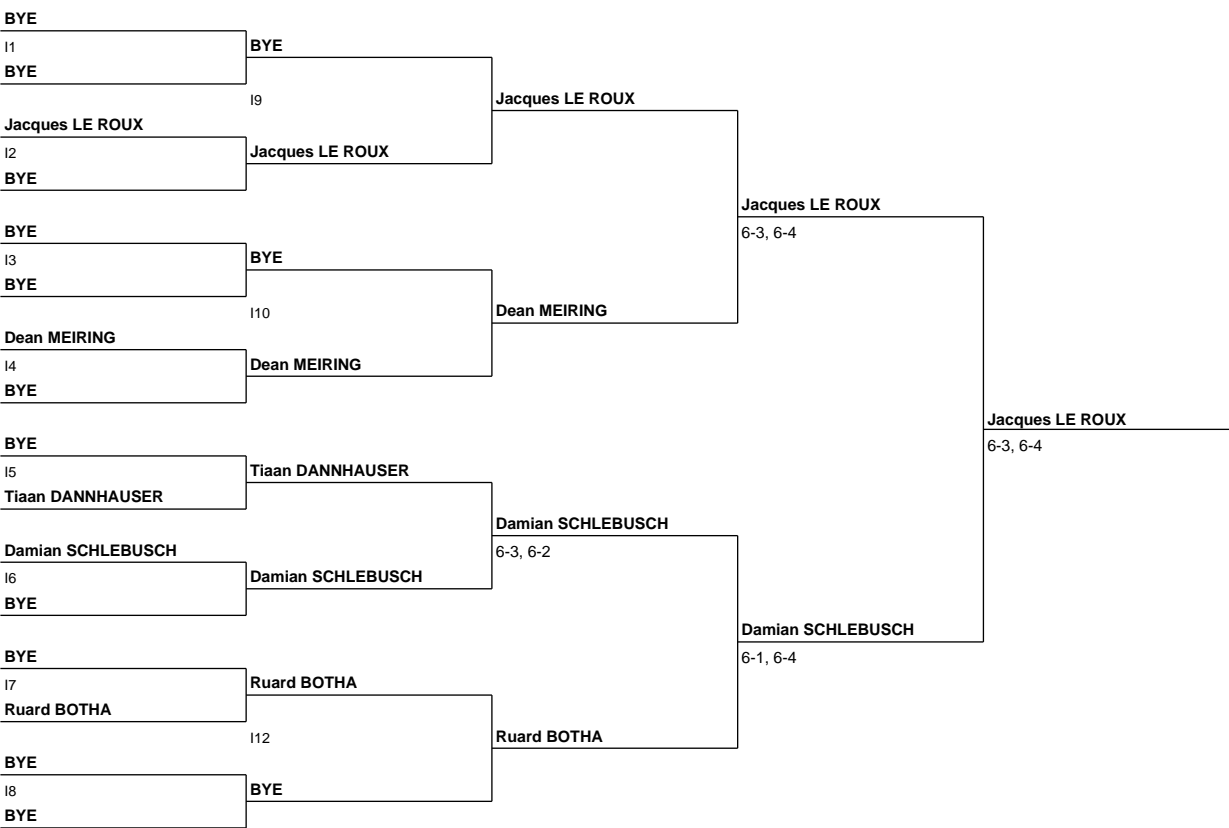 BYE
I1
BYE
BYE
I9
Jacques LE ROUX
Jacques LE ROUX
I2
Jacques LE ROUX
BYE
Jacques LE ROUX
6-3, 6-4
BYE
I3
BYE
BYE
I10
Dean MEIRING
Dean MEIRING
I4
Dean MEIRING
BYE
Jacques LE ROUX
6-3, 6-4
BYE
I5
Tiaan DANNHAUSER
Tiaan DANNHAUSER
Damian SCHLEBUSCH
6-3, 6-2
Damian SCHLEBUSCH
I6
Damian SCHLEBUSCH
BYE
Damian SCHLEBUSCH
6-1, 6-4
BYE
I7
Ruard BOTHA
Ruard BOTHA
I12
Ruard BOTHA
BYE
I8
BYE
BYE